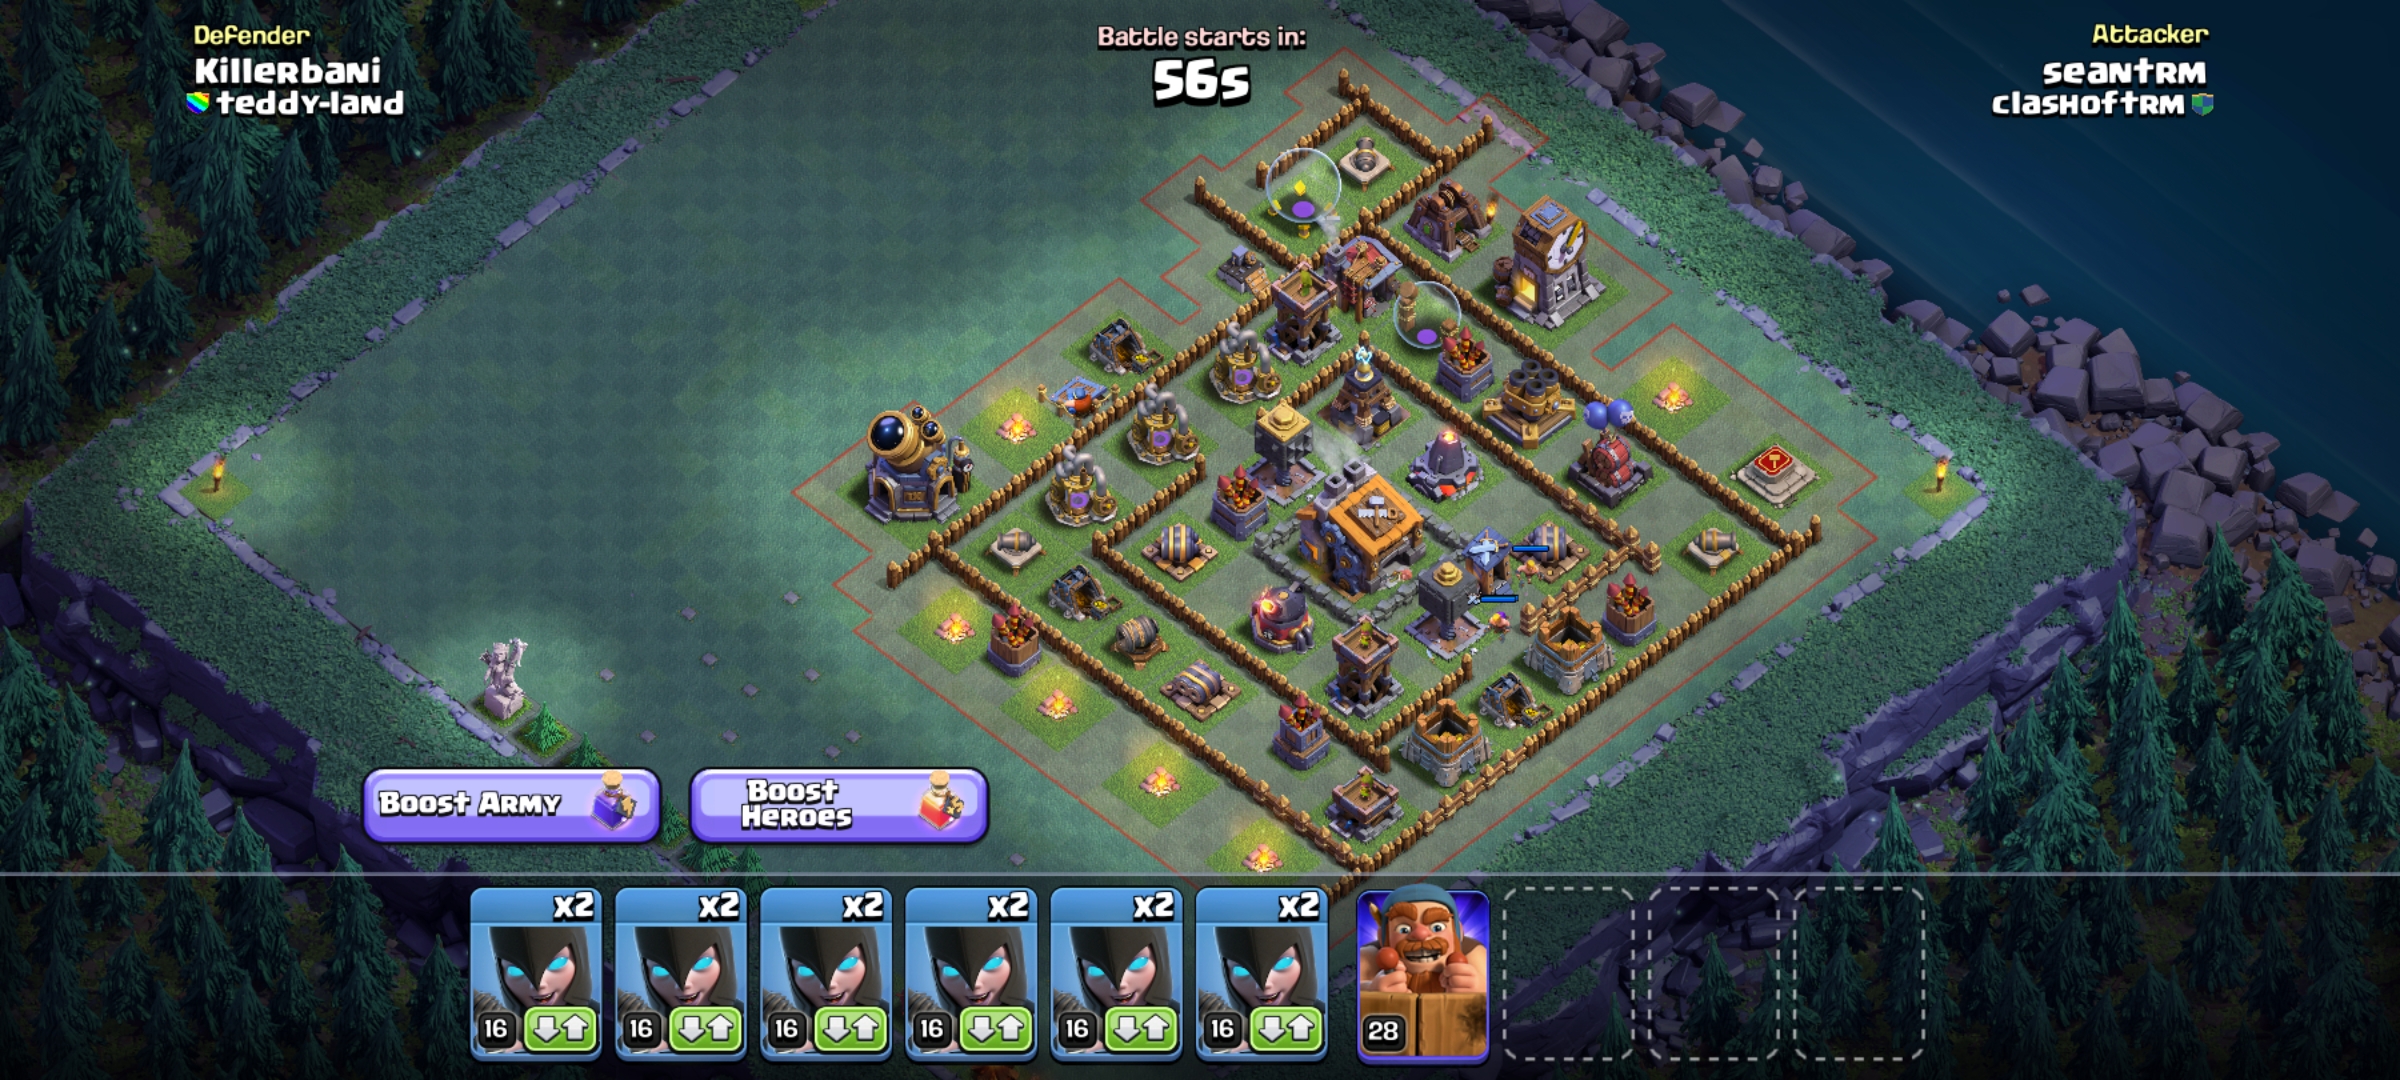 Defender
Killerbani
teddy-land
Battle starts in:
56s
Attacker
seantrm
clashoftrm
Boost Army
Boost
Heroes
x2
x2
x2
x2
x2
x2
16
16
16
16
16
16
28